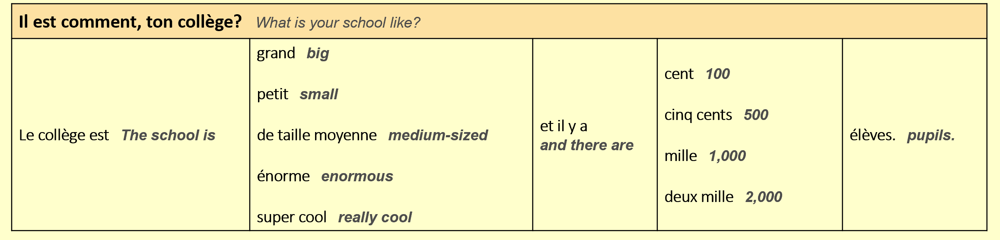 Il est comment, ton collège? What is your school like?
Le collège est The school is
grand big
petit small
de taille moyenne medium-sized
énorme enormous
super cool really cool
et il y a
and there are
cent 100
cinq cents 500
mille 1,000
deux mille 2,000
élèves. pupils.